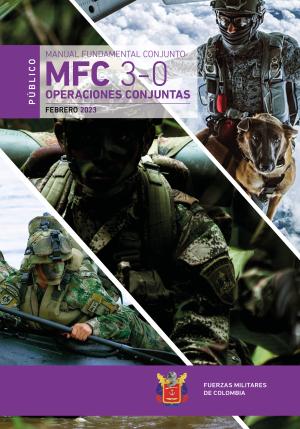 PÚBLICO
MANUAL FUNDAMENTAL CONJUNTO
MFC 3-0
OPERACIONES CONJUNTAS
FEBRERO 2023
FUERZAS MILITARES
DE COLOMBIA